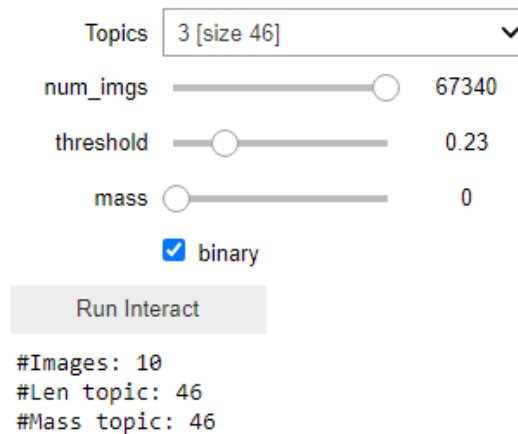 Topics 3 [size 46]
num_imgs 67340
threshold 0.23
mass 0
binary
Run Interact
#Images: 10
#Len topic: 46
#Mass topic: 46